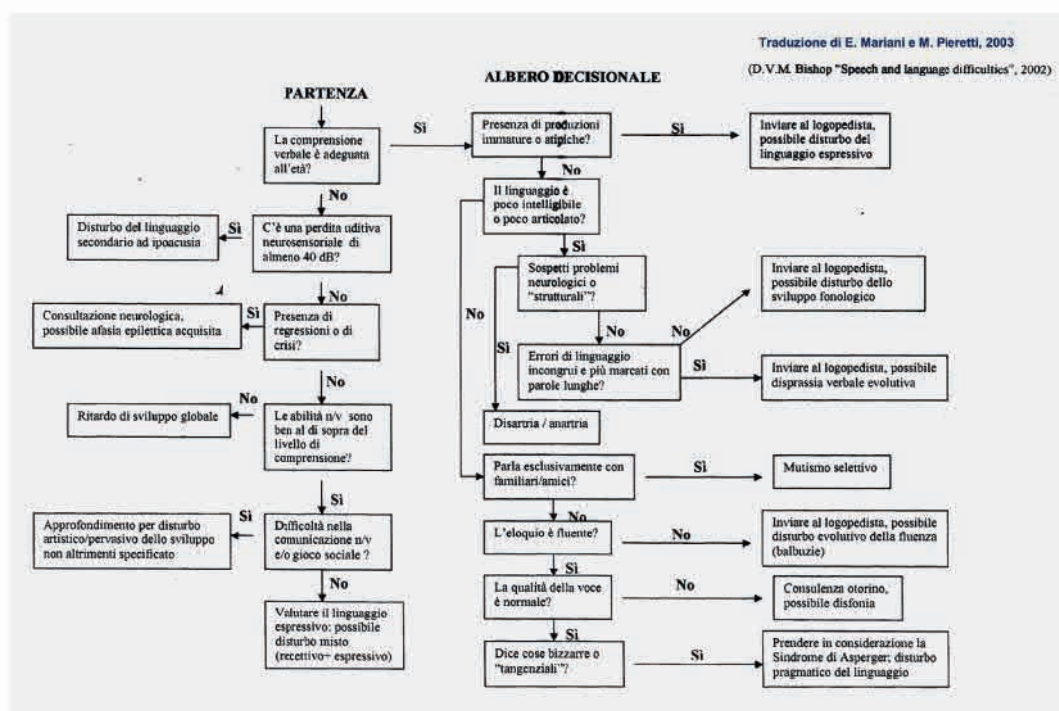 Traduzione di E. Mariani e M. Pieretti, 2003
(D.V.M. Bishop "Speech and language difficulties", 2002)
ALBERO DECISIONALE
PARTENZA
La comprensione
verbale è adeguata
all'età?
Sì
Presenza di produzioni
immature o atipiche?
Sì
Inviare al logopedista,
possibile disturbo del
linguaggio espressivo
No
No
Il linguaggio è
poco intelligibile
o poco articolato?
Disturbo del linguaggio
secondario ad ipoacusia
Sì
C'è una perdita uditiva
neurosensoriale di
almeno 40 dB?
Sì
Sospetti problemi
neurologici o
"strutturali"?
Inviare al logopedista,
possibile disturbo dello
sviluppo fonologico
No
Consultazione neurologica,
possibile afasia epilettica acquisita
Sì
Presenza di
regressioni o di
crisi?
No
Sì
No
No
Errori di linguaggio
incongrui e più marcati con
parole lunghe?
Sì
Inviare al logopedista, possibile
disprassia verbale evolutiva
No
Ritardo di sviluppo globale
No
Le abilità n/v sono
ben al di sopra del
livello di
comprensione?
Disartria / anartria
Parla esclusivamente con
familiari/amici?
Sì
Mutismo selettivo
Sì
Approfondimento per disturbo
artistico/pervasivo dello sviluppo
non altrimenti specificato
Sì
Difficoltà nella
comunicazione n/v
e/o gioco sociale ?
No
L'eloquio è fluente?
No
Inviare al logopedista, possibile
disturbo evolutivo della fluenza
(balbuzie)
No
Sì
Valutare il linguaggio
espressivo: possibile
disturbo misto
(recettivo+ espressivo)
La qualità della voce
è normale?
No
Consulenza otorino,
possibile disfonia
Sì
Dice cose bizzarre o
"tangenziali"?
Sì
Prendere in considerazione la
Sindrome di Asperger; disturbo
pragmatico del linguaggio